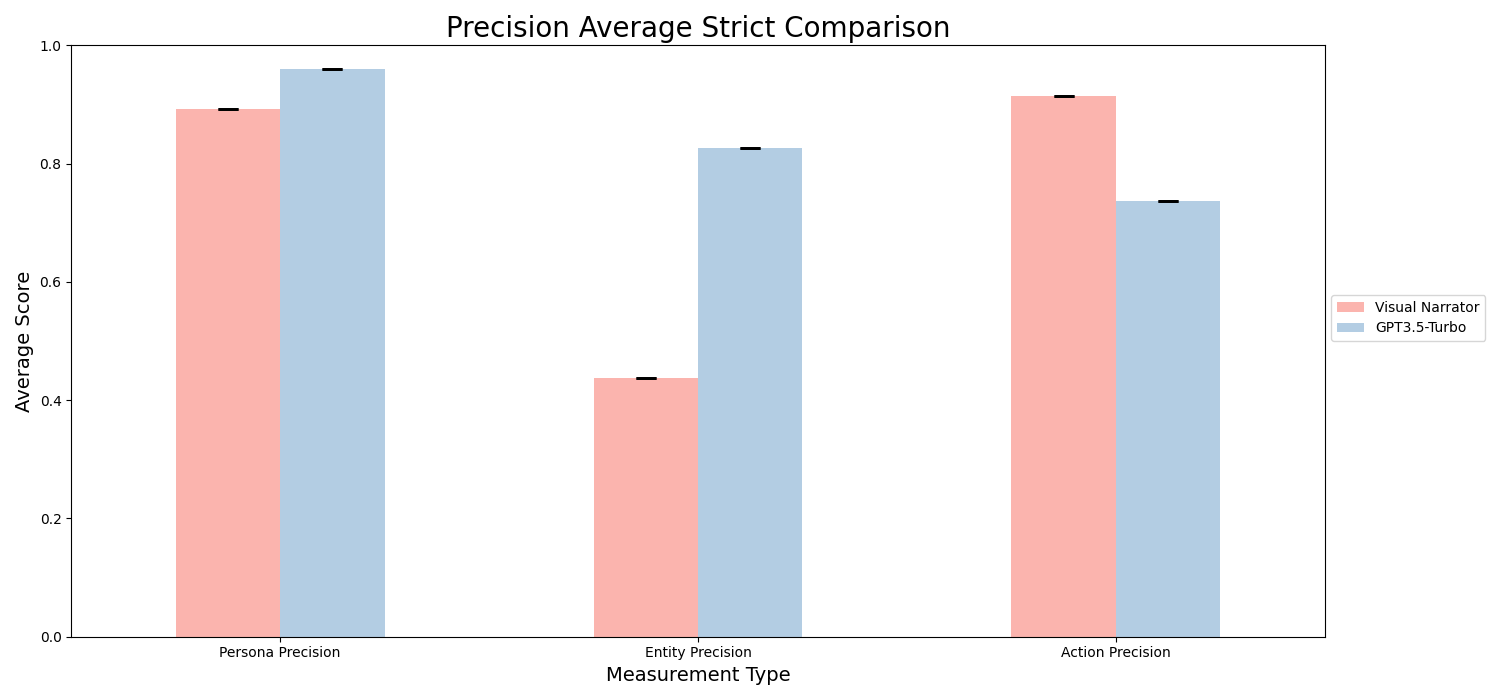 Precision Average Strict Comparison
1.0
0.8
0.6
0.4
0.2
0.0
Average Score
Persona Precision
Entity Precision
Action Precision
Measurement Type
Visual Narrator
GPT3.5-Turbo